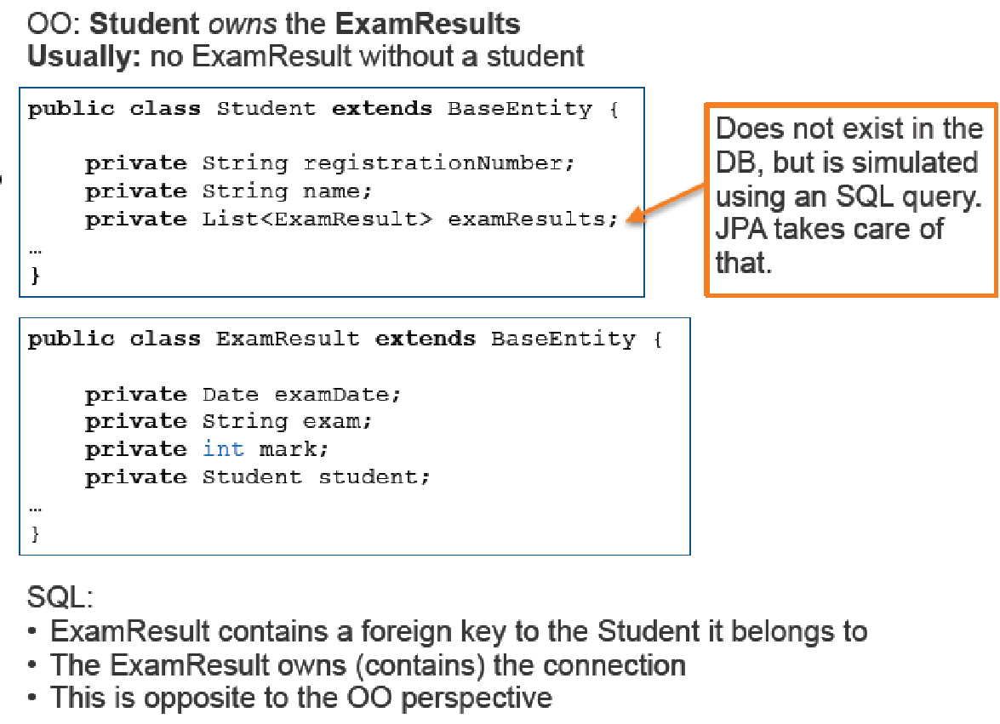 OO: Student owns the ExamResults
Usually: no ExamResult without a student
public class Student extends BaseEntity {
private String registrationNumber;
private String name;
private List<ExamResult> examResults;
…
}
Does not exist in the
DB, but is simulated
using an SQL query.
JPA takes care of
that.
public class ExamResult extends BaseEntity {
private Date examDate;
private String exam;
private int mark;
private Student student;
…
}
SQL:
• ExamResult contains a foreign key to the Student it belongs to
• The ExamResult owns (contains) the connection
• This is opposite to the OO perspective